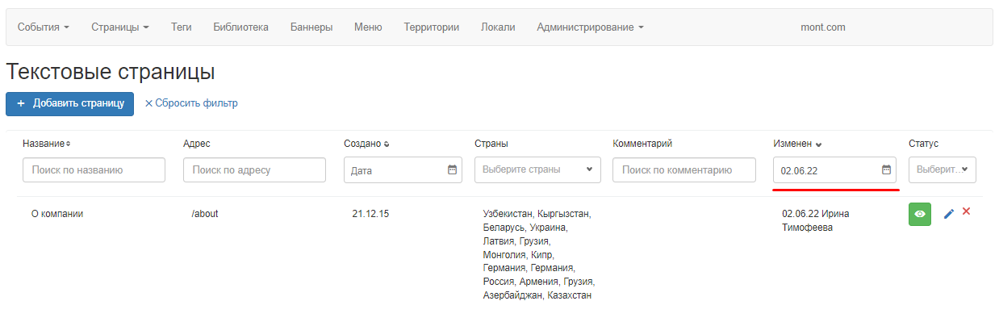 События Страницы Теги Библиотека Баннеры Меню Территории Локали Администрирование mont.com
Текстовые страницы
+ Добавить страницу × Сбросить фильтр
Название Адрес Создано Страны Комментарий Изменен Статус
Поиск по названию Поиск по адресу Дата Выберите страны Поиск по комментарию 02.06.22 Выберит...
О компании /about 21.12.15 Узбекистан, Кыргызстан, 02.06.22 Ирина
Беларусь, Украина, Тимофеева
Латвия, Грузия,
Монголия, Кипр,
Германия, Германия,
Россия, Армения, Грузия,
Азербайджан, Казахстан